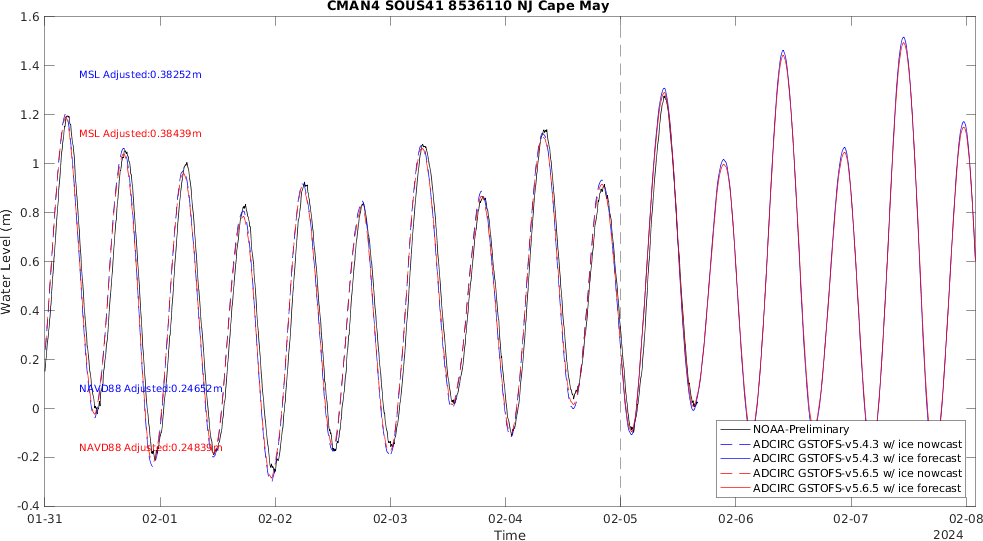 CMAN4 SOUS41 8536110 NJ Cape May
1.6
1.4
1.2
1
0.8
0.6
0.4
0.2
0
-0.2
-0.4
Water Level (m)
MSL Adjusted:0.38252m
MSL Adjusted:0.38439m
NAVD88 Adjusted:0.24652m
NAVD88 Adjusted:0.24839m
NOAA-Preliminary
ADCIRC GSTOFS-v5.4.3 w/ ice nowcast
ADCIRC GSTOFS-v5.4.3 w/ ice forecast
ADCIRC GSTOFS-v5.6.5 w/ ice nowcast
ADCIRC GSTOFS-v5.6.5 w/ ice forecast
01-31 02-01 02-02 02-03 02-04 02-05 02-06 02-07 02-08
Time
2024